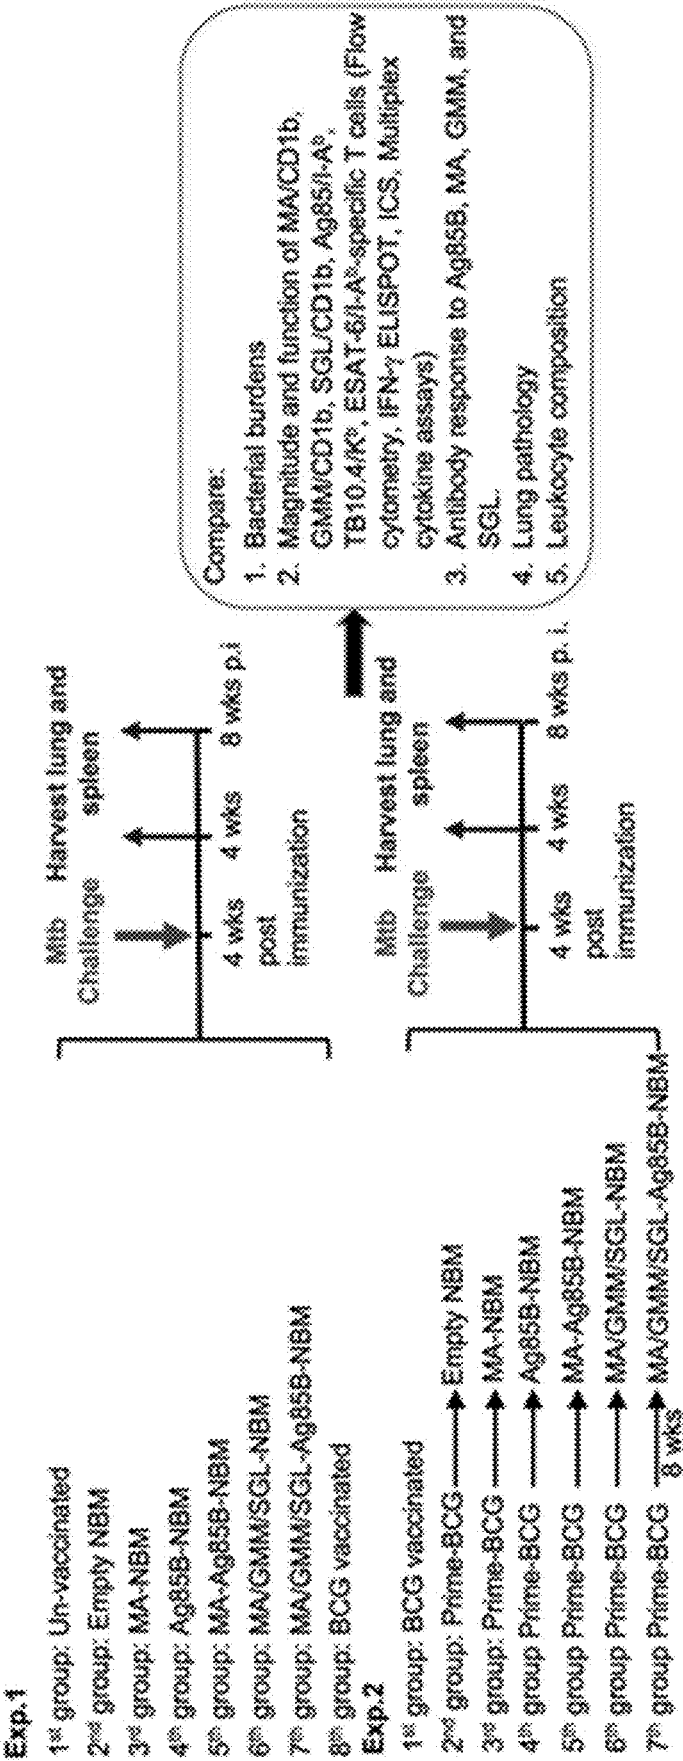 Exp.1
1st group: Un-vaccinated
2nd group: Empty NBM
3rd group: MA-NBM
4th group: Ag85B-NBM
5th group: MA-Ag85B-NBM
6th group: MA/GMM/SGL-NBM
7th group: MA/GMM/SGL-Ag85B-NBM
8th group: BCG vaccinated
Mtb
Challenge
Harvest lung and
spleen
4 wks
post
immunization
4 wks
8 wks p.i
Exp.2
1st group: BCG vaccinated
2nd group: Prime-BCG Empty NBM
3rd group: Prime-BCG MA-NBM
4th group Prime-BCG Ag85B-NBM
5th group Prime-BCG MA-Ag85B-NBM
6th group Prime-BCG MA/GMM/SGL-NBM
7th group Prime-BCG MA/GMM/SGL-Ag85B-NBM
8 wks
Mtb
Challenge
Harvest lung and
spleen
4 wks
post
immunization
4 wks
8 wks p. i.
Compare:
1. Bacterial burdens
2. Magnitude and function of MA/CD1b,
GMM/CD1b, SGL/CD1b, Ag85/I-Ab,
TB10.4/Kb, ESAT-6/I-Ab-specific T cells (Flow
cytometry, IFN-γ ELISPOT, ICS, Multiplex
cytokine assays)
3. Antibody response to Ag85B, MA, GMM, and
SGL.
4. Lung pathology
5. Leukocyte composition